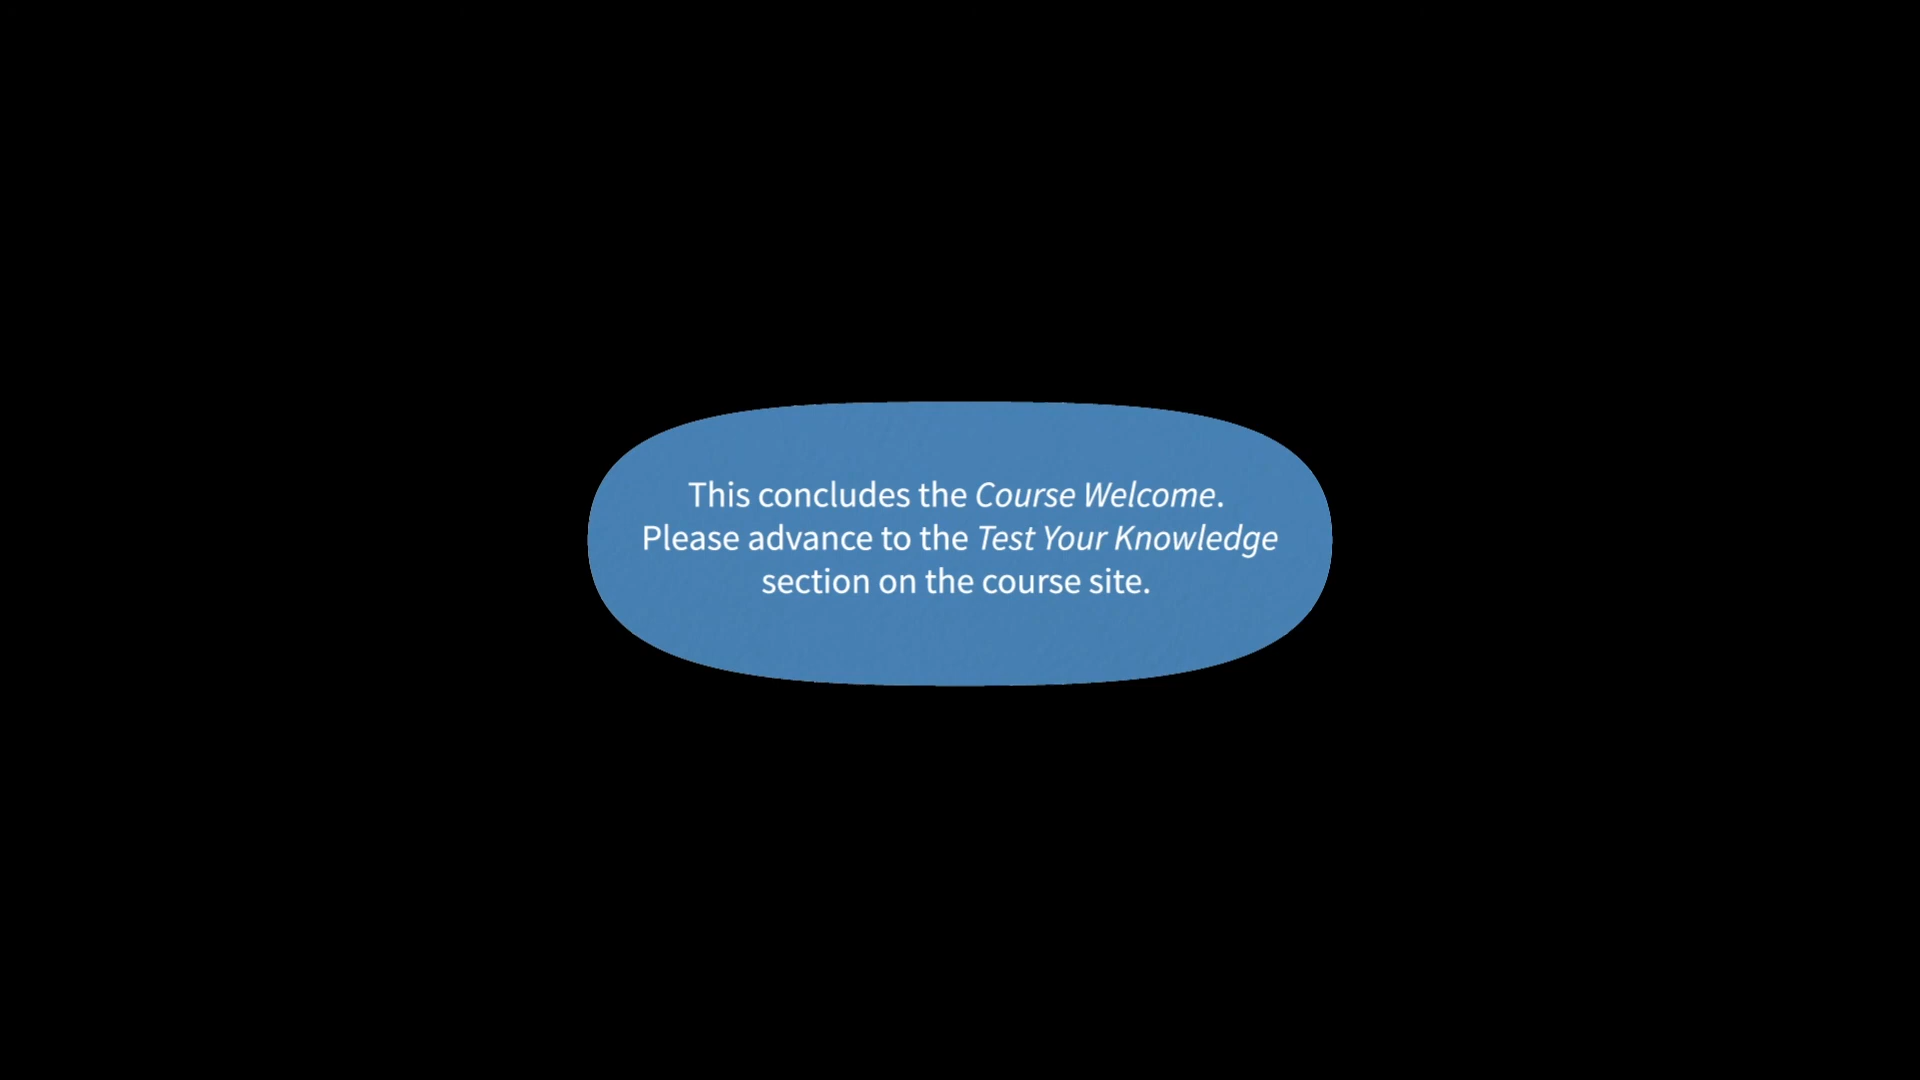 This concludes the Course Welcome.
Please advance to the Test Your Knowledge
section on the course site.